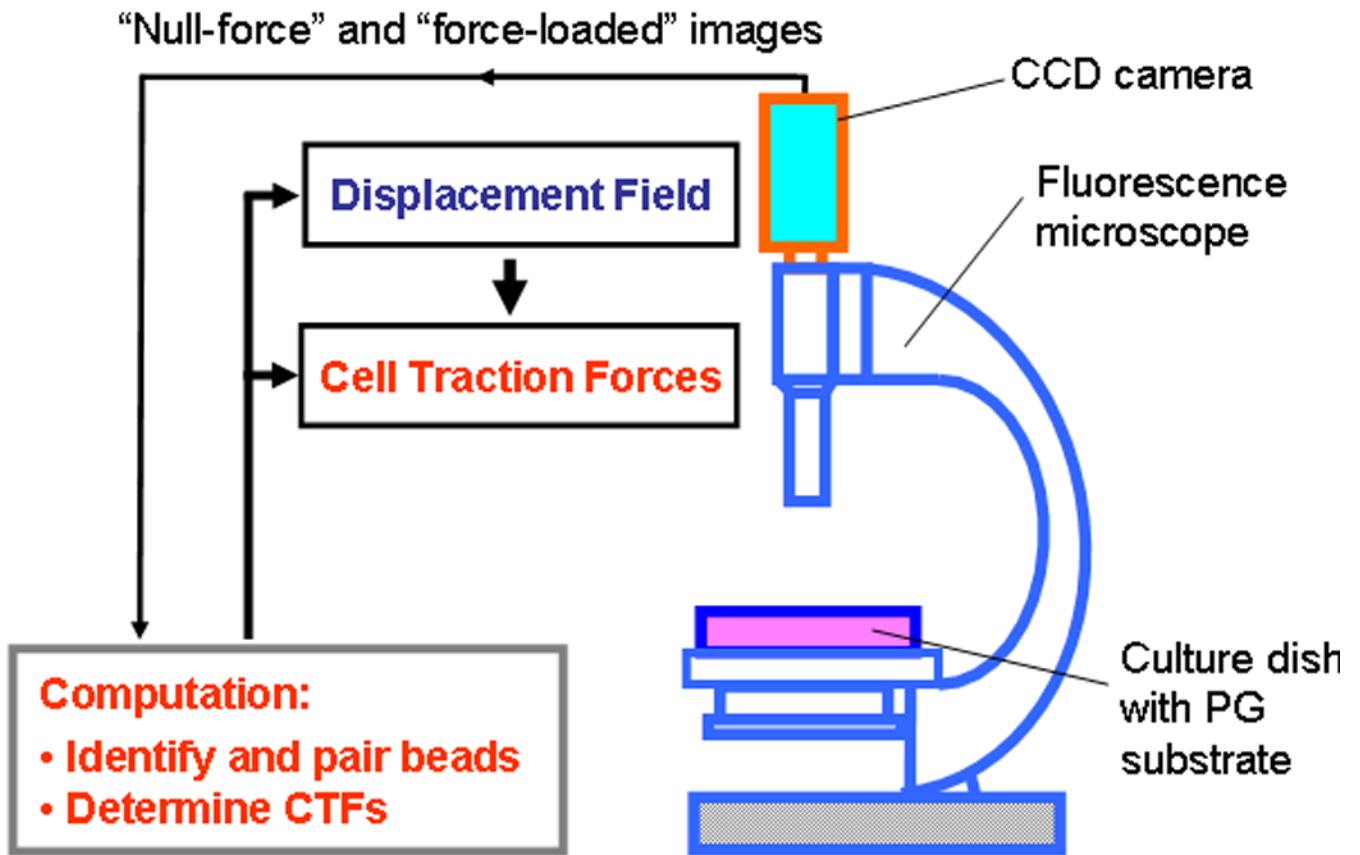 “Null-force” and “force-loaded” images
CCD camera
Fluorescence
microscope
Displacement Field
Cell Traction Forces
Culture dish
with PG
substrate
Computation:
• Identify and pair beads
• Determine CTFs